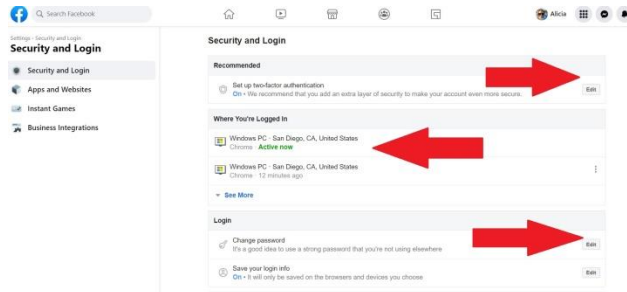 Search Facebook
Alicia
Settings · Security and Login
Security and Login
Security and Login
Apps and Websites
Instant Games
Business Integrations
Security and Login
Recommended
Set up two-factor authentication
On • We recommend that you add an extra layer of security to make your account even more secure.
Edit
Where You're Logged In
Windows PC · San Diego, CA, United States
Chrome · Active now
Windows PC · San Diego, CA, United States
Chrome · 12 minutes ago
See More
Login
Change password
It's a good idea to use a strong password that you're not using elsewhere
Edit
Save your login info
On • It will only be saved on the browsers and devices you choose
Edit